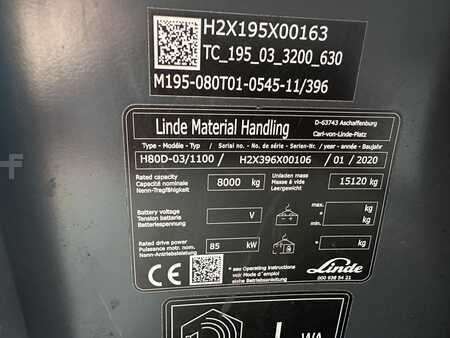 H2X195X00163
TC_195_03_3200_630
M195-080T01-0545-11/396
Linde Material Handling
D-63743 Aschaffenburg
Carl-von-Linde-Platz
Type - Modèle - Typ / Serial no. - No. de série - Serien-Nr. / year - année - Baujahr
H80D-03/1100 / H2X396X00106 / 01 / 2020
Rated capacity
Capacité nominale
Nenn-Tragfähigkeit
8000 kg
Unladen mass
Masse à vide
Leergewicht
15120 kg
Battery voltage
Tension batterie
Batteriespannung
V
max. * kg
min. * kg
Rated drive power
Puissance motr. nom.
Nenn-Antriebsleistung
85 kW
* kg
CE
* see Operating instructions
voir Mode d'emploi
siehe Betriebsanleitung
Linde
000 938 54 21